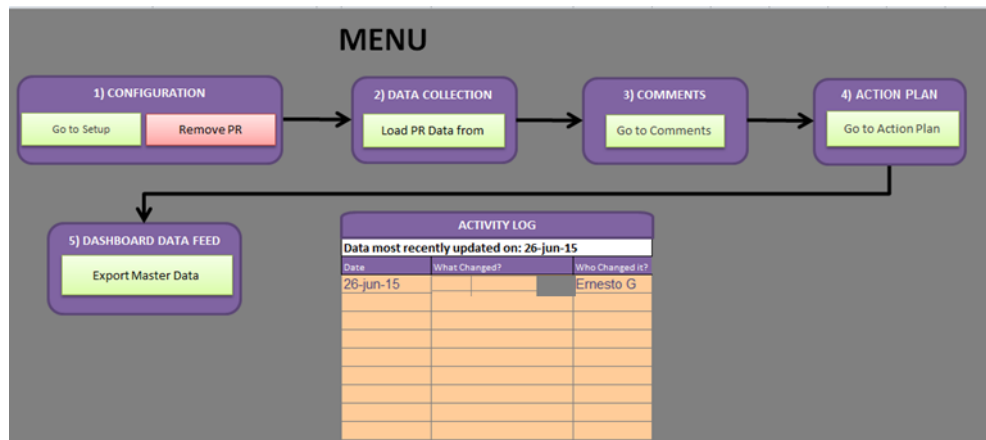 MENU
1) CONFIGURATION
Go to Setup
Remove PR
2) DATA COLLECTION
Load PR Data from
3) COMMENTS
Go to Comments
4) ACTION PLAN
Go to Action Plan
5) DASHBOARD DATA FEED
Export Master Data
ACTIVITY LOG
Data most recently updated on: 26-jun-15
Date What Changed? Who Changed it?
26-jun-15 Ernesto G